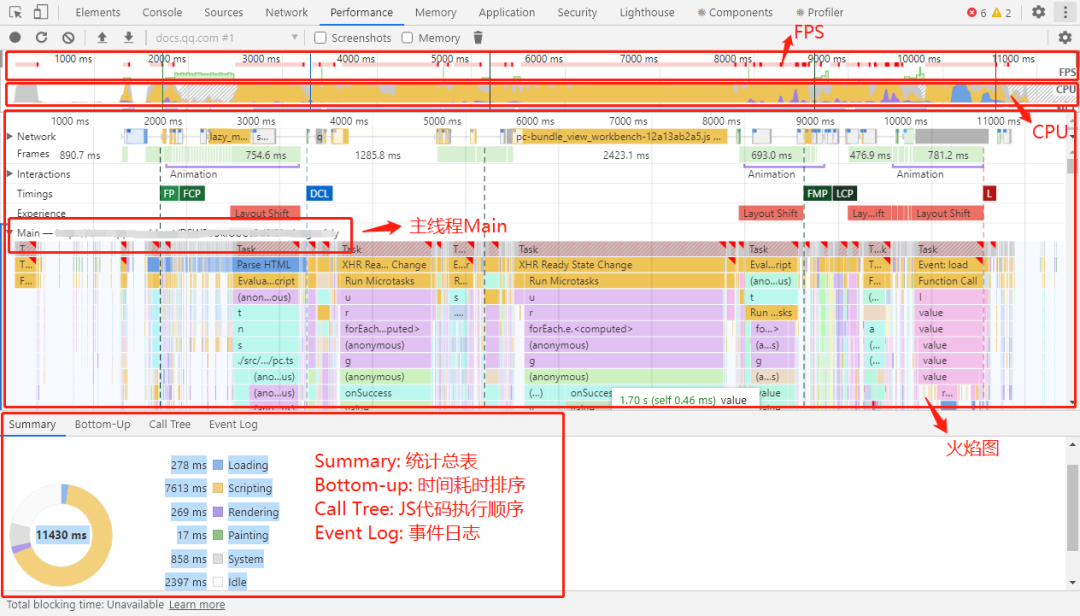 Elements Console Sources Network Performance Memory Application Security Lighthouse Components Profiler 6 2
docs.qq.com #1 Screenshots Memory
FPS
1000 ms 2000 ms 3000 ms 4000 ms 5000 ms 6000 ms 7000 ms 8000 ms 9000 ms 10000 ms 11000 ms
FPS
CPU
CPU
1000 ms 2000 ms 3000 ms 4000 ms 5000 ms 6000 ms 7000 ms 8000 ms 9000 ms 10000 ms 11000 ms
Network lazy_m... s... q pc-bundle_view_workbench-12a13ab2a5.js
Frames 890.7 ms 754.6 ms 1285.8 ms 2423.1 ms 693.0 ms 476.9 ms 781.2 ms
Interactions Animation Animation Animation
Timings FP FCP DCL FMP LCP L
Experience Layout Shift Layout Shift Lay...ift Layout Shift
Main —
主线程Main
T... Task Task T... Task Task T...k Task
T... Parse HTML XHR Rea... Change E...r XHR Ready State Change Eval...ript T... Event: load
F... Evalua...cript Run Microtasks R... Run Microtasks (ano...us) F... Function Call
(anon...ous) u s u t (... l
t r .... r Run ...sks value
n forEach...puted> forEach.e.<computed> fo...> a value
s (anonymous) (anonymous) (a...s) (... value
./src/.../pc.ts g g g (... value
(ano...us) (anonymous) (anonymous) (a...s) value
(ano...us) onSuccess (...) onSucces value r...
1.70 s (self 0.46 ms) value
火焰图
Summary Bottom-Up Call Tree Event Log
278 ms Loading
7613 ms Scripting
269 ms Rendering
17 ms Painting
858 ms System
2397 ms Idle
11430 ms
Summary: 统计总表
Bottom-up: 时间耗时排序
Call Tree: JS代码执行顺序
Event Log: 事件日志
Total blocking time: Unavailable Learn more